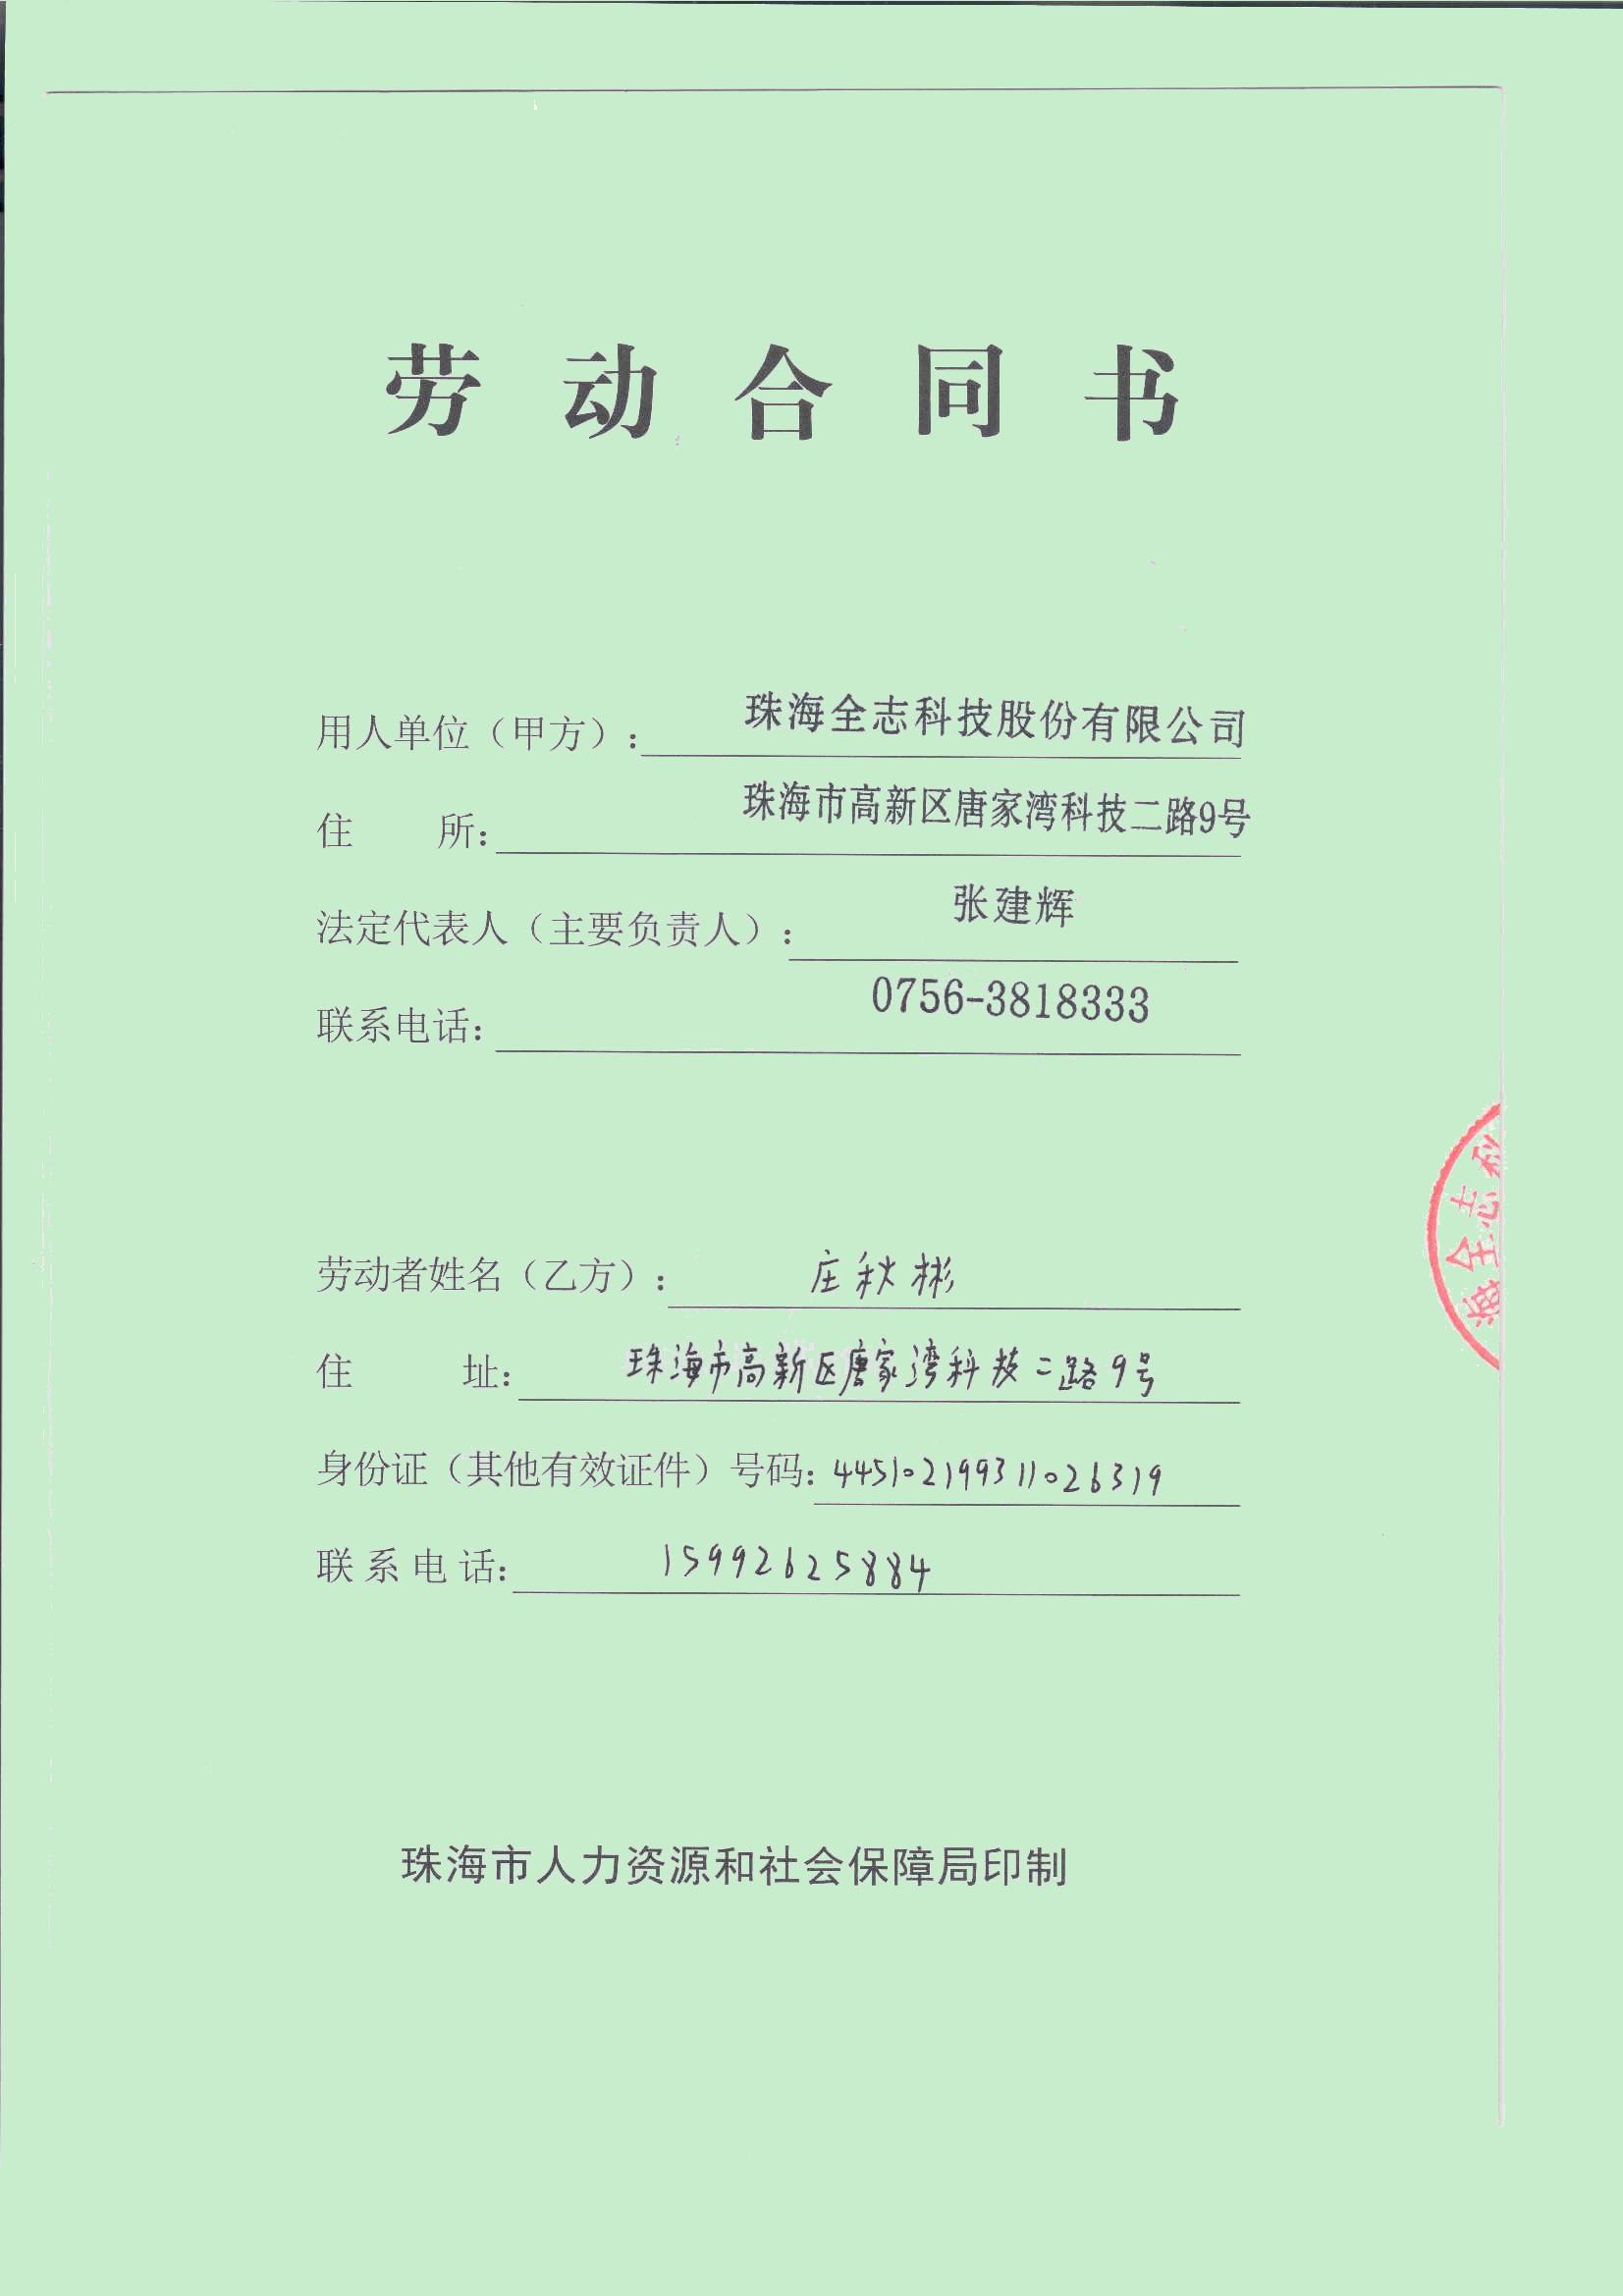 劳动合同书
用人单位（甲方）：珠海全志科技股份有限公司
住 所：珠海市高新区唐家湾科技二路9号
法定代表人（主要负责人）：张建辉
联系电话：0756-3818333
海全志科
劳动者姓名（乙方）：庄秋彬
住 址：珠海市高新区唐家湾科技二路9号
身份证（其他有效证件）号码：445102199311026319
联系电话：15992625884
珠海市人力资源和社会保障局印制